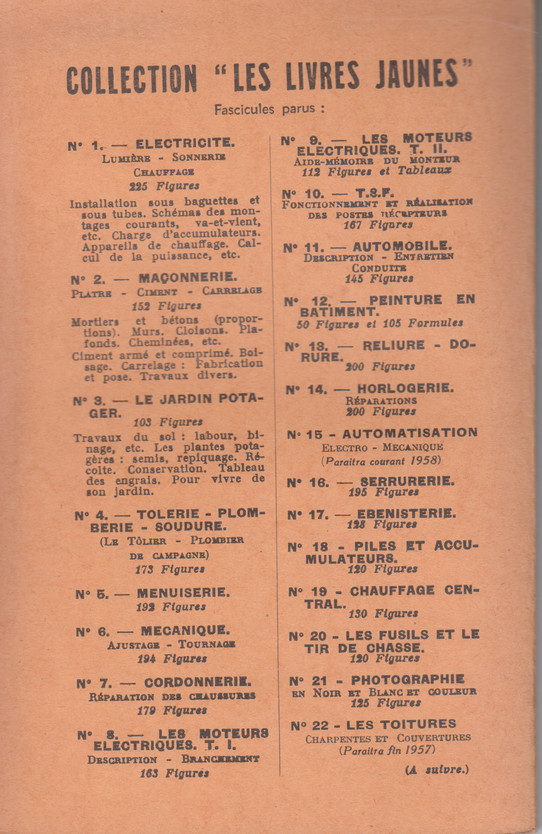 COLLECTION "LES LIVRES JAUNES"
Fascicules parus :
N° 1. — ELECTRICITE.
LUMIÈRE - SONNERIE
CHAUFFAGE
225 Figures
Installation sous baguettes et
sous tubes. Schémas des mon-
tages courants, va-et-vient,
etc. Charge d'accumulateurs.
Appareils de chauffage. Cal-
cul de la puissance, etc.
N° 2. — MAÇONNERIE.
PLATRE - CIMENT - CARRELAGE
152 Figures
Mortiers et bétons (propor-
tions). Murs. Cloisons. Pla-
fonds. Cheminées, etc.
Ciment armé et comprimé. Boi-
sage. Carrelage : Fabrication
et pose. Travaux divers.
N° 3. — LE JARDIN POTA-
GER.
103 Figures
Travaux du sol : labour, bi-
nage, etc. Les plantes pota-
gères : semis, repiquage. Ré-
colte. Conservation. Tableau
des engrais. Pour vivre de
son jardin.
N° 4. — TOLERIE - PLOM-
BERIE - SOUDURE.
(LE TÔLIER - PLOMBIER
DE CAMPAGNE)
173 Figures
N° 5. — MENUISERIE.
192 Figures
N° 6. — MECANIQUE.
AJUSTAGE - TOURNAGE
194 Figures
N° 7. — CORDONNERIE.
RÉPARATION DES CHAUSSURES
179 Figures
N° 8. — LES MOTEURS
ELECTRIQUES. T. I.
DESCRIPTION - BRANCHEMENT
163 Figures
N° 9. — LES MOTEURS
ELECTRIQUES. T. II.
AIDE-MÉMOIRE DU MONTEUR
112 Figures et Tableaux
N° 10. — T.S.F.
FONCTIONNEMENT ET RÉALISATION
DES POSTES RÉCEPTEURS
167 Figures
N° 11. — AUTOMOBILE.
DESCRIPTION - ENTRETIEN
CONDUITE
145 Figures
N° 12. — PEINTURE EN
BATIMENT.
50 Figures et 105 Formules
N° 13. — RELIURE - DO-
RURE.
200 Figures
N° 14. — HORLOGERIE.
RÉPARATIONS
200 Figures
N° 15 - AUTOMATISATION
ELECTRO - MECANIQUE
(Paraitra courant 1958)
N° 16. — SERRURERIE.
195 Figures
N° 17. — EBENISTERIE.
128 Figures
N° 18 - PILES ET ACCU-
MULATEURS.
120 Figures
N° 19 - CHAUFFAGE CEN-
TRAL.
130 Figures
N° 20 - LES FUSILS ET LE
TIR DE CHASSE.
120 Figures
N° 21 - PHOTOGRAPHIE
EN NOIR ET BLANC ET COULEUR
125 Figures
N° 22 - LES TOITURES
CHARPENTES ET COUVERTURES
(Paraitra fin 1957)
(A suivre.)